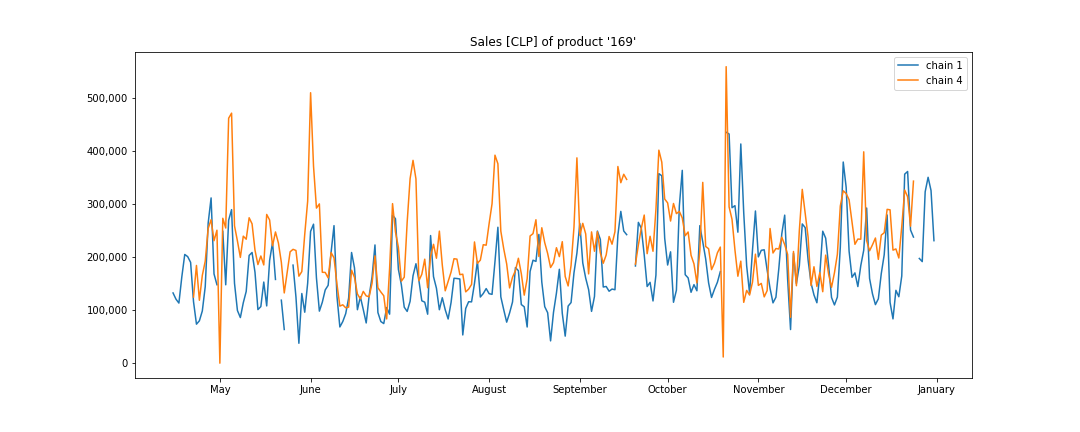 Sales [CLP] of product '169'
chain 1
chain 4
500,000
400,000
300,000
200,000
100,000
0
May June July August September October November December January